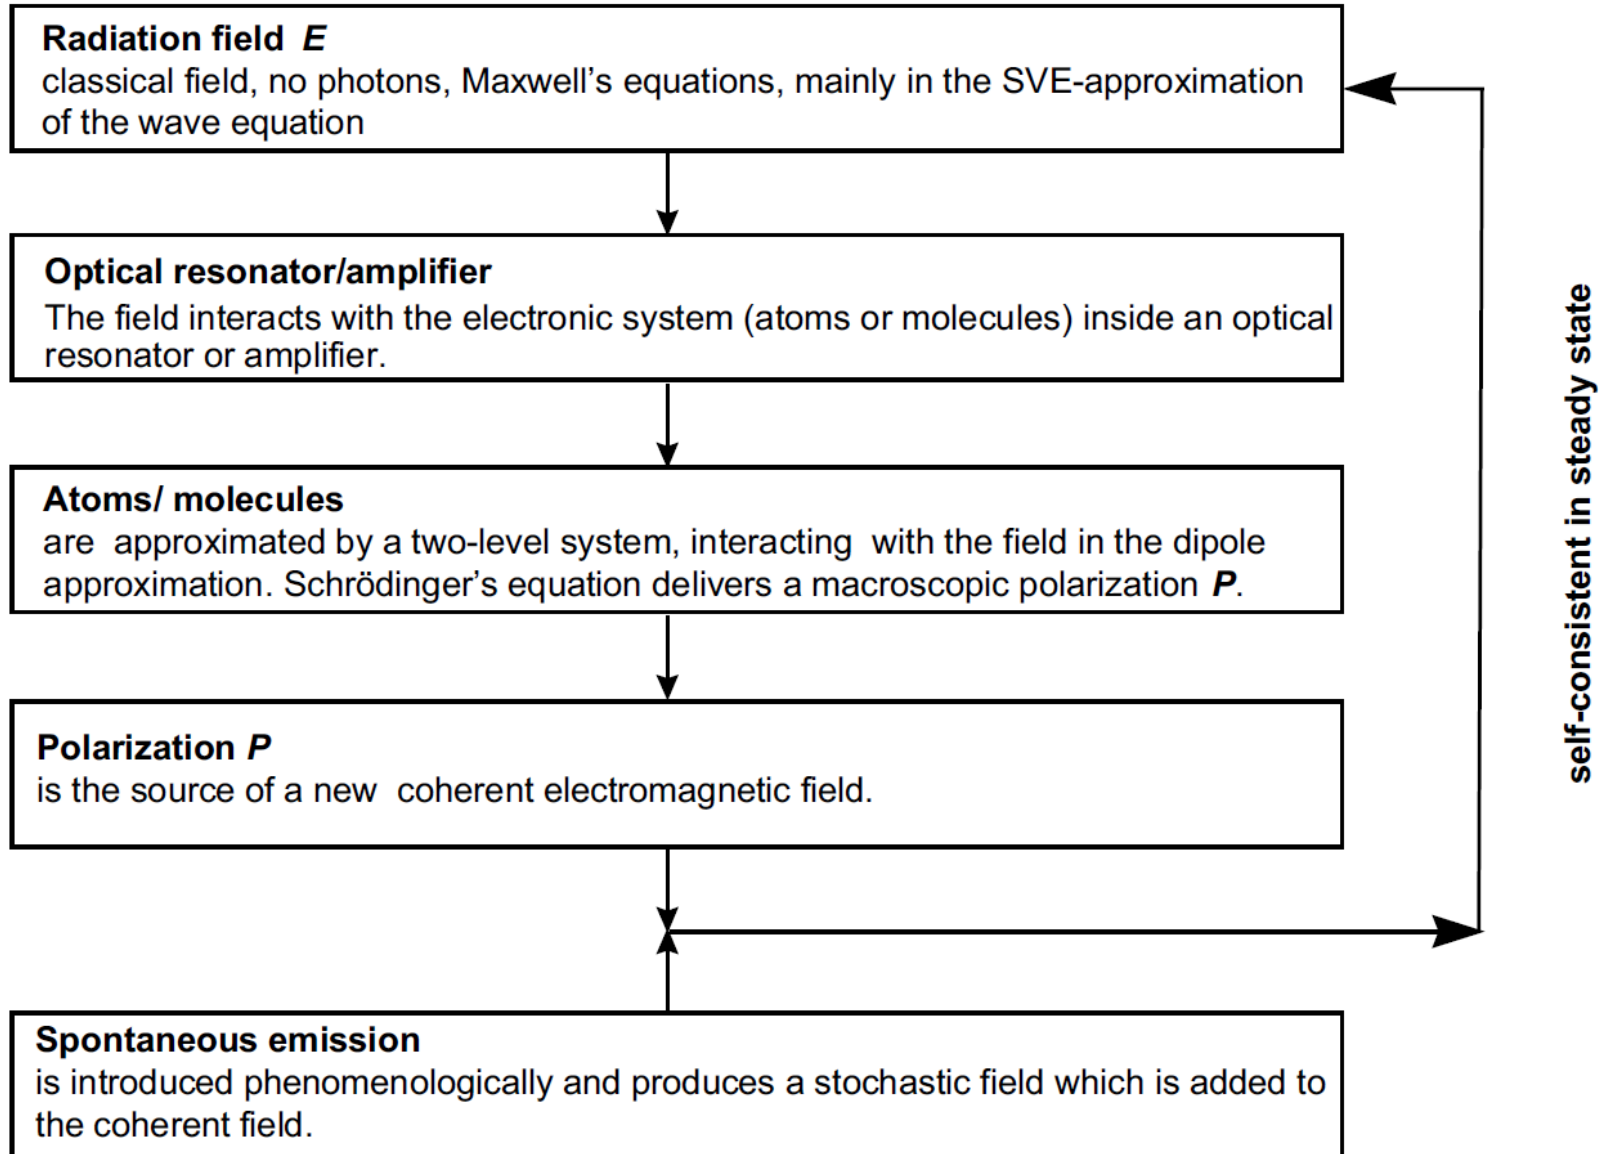 Radiation field E
classical field, no photons, Maxwell’s equations, mainly in the SVE-approximation
of the wave equation
Optical resonator/amplifier
The field interacts with the electronic system (atoms or molecules) inside an optical
resonator or amplifier.
Atoms/ molecules
are approximated by a two-level system, interacting with the field in the dipole
approximation. Schrödinger’s equation delivers a macroscopic polarization P.
Polarization P
is the source of a new coherent electromagnetic field.
Spontaneous emission
is introduced phenomenologically and produces a stochastic field which is added to
the coherent field.
self-consistent in steady state